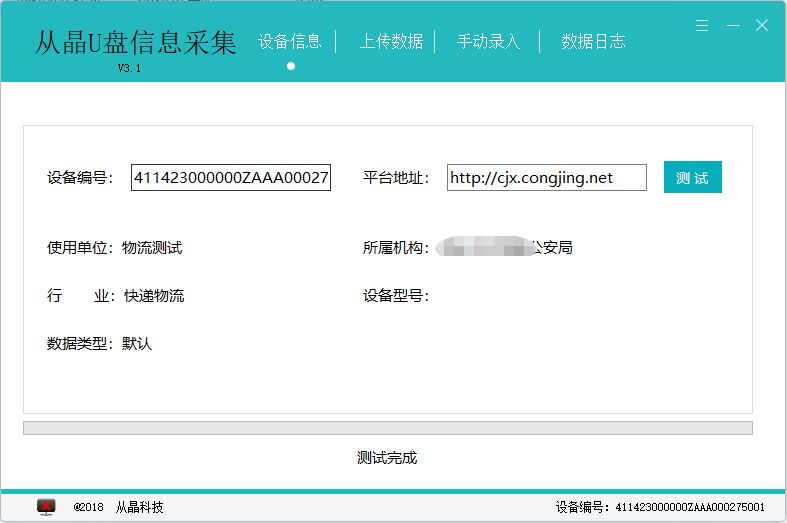 从晶U盘信息采集 设备信息 上传数据 手动录入 数据日志
V3.1
设备编号： 411423000000ZAAA00027 平台地址： http://cjx.congjing.net 测 试
使用单位：物流测试 所属机构： 公安局
行 业：快递物流 设备型号：
数据类型：默认
测试完成
©2018 从晶科技 设备编号：411423000000ZAAA000275001